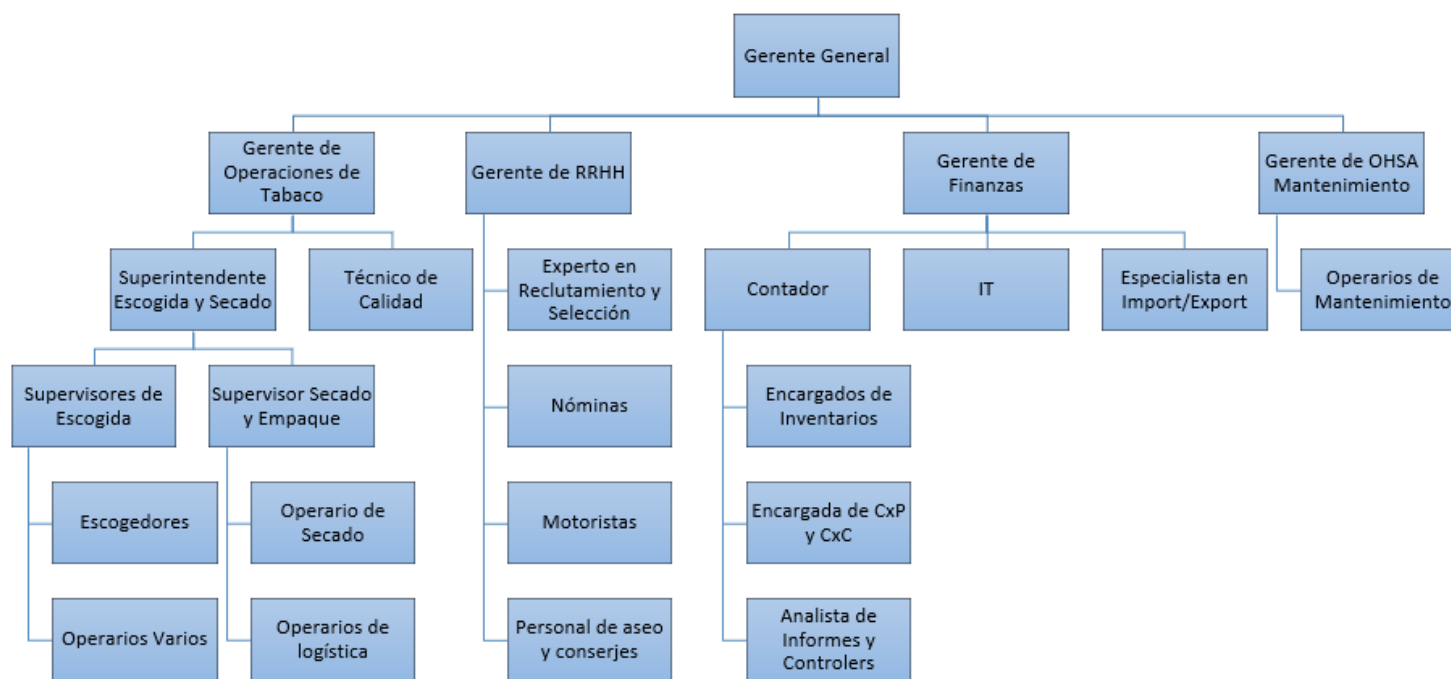 Gerente General
Gerente de
Operaciones de
Tabaco
Gerente de RRHH
Gerente de
Finanzas
Gerente de OHSA
Mantenimiento
Superintendente
Escogida y Secado
Técnico de
Calidad
Experto en
Reclutamiento y
Selección
Contador
IT
Especialista en
Import/Export
Operarios de
Mantenimiento
Supervisores de
Escogida
Supervisor Secado
y Empaque
Nóminas
Encargados de
Inventarios
Escogedores
Operario de
Secado
Motoristas
Encargada de CxP
y CxC
Operarios Varios
Operarios de
logística
Personal de aseo
y conserjes
Analista de
Informes y
Controlers